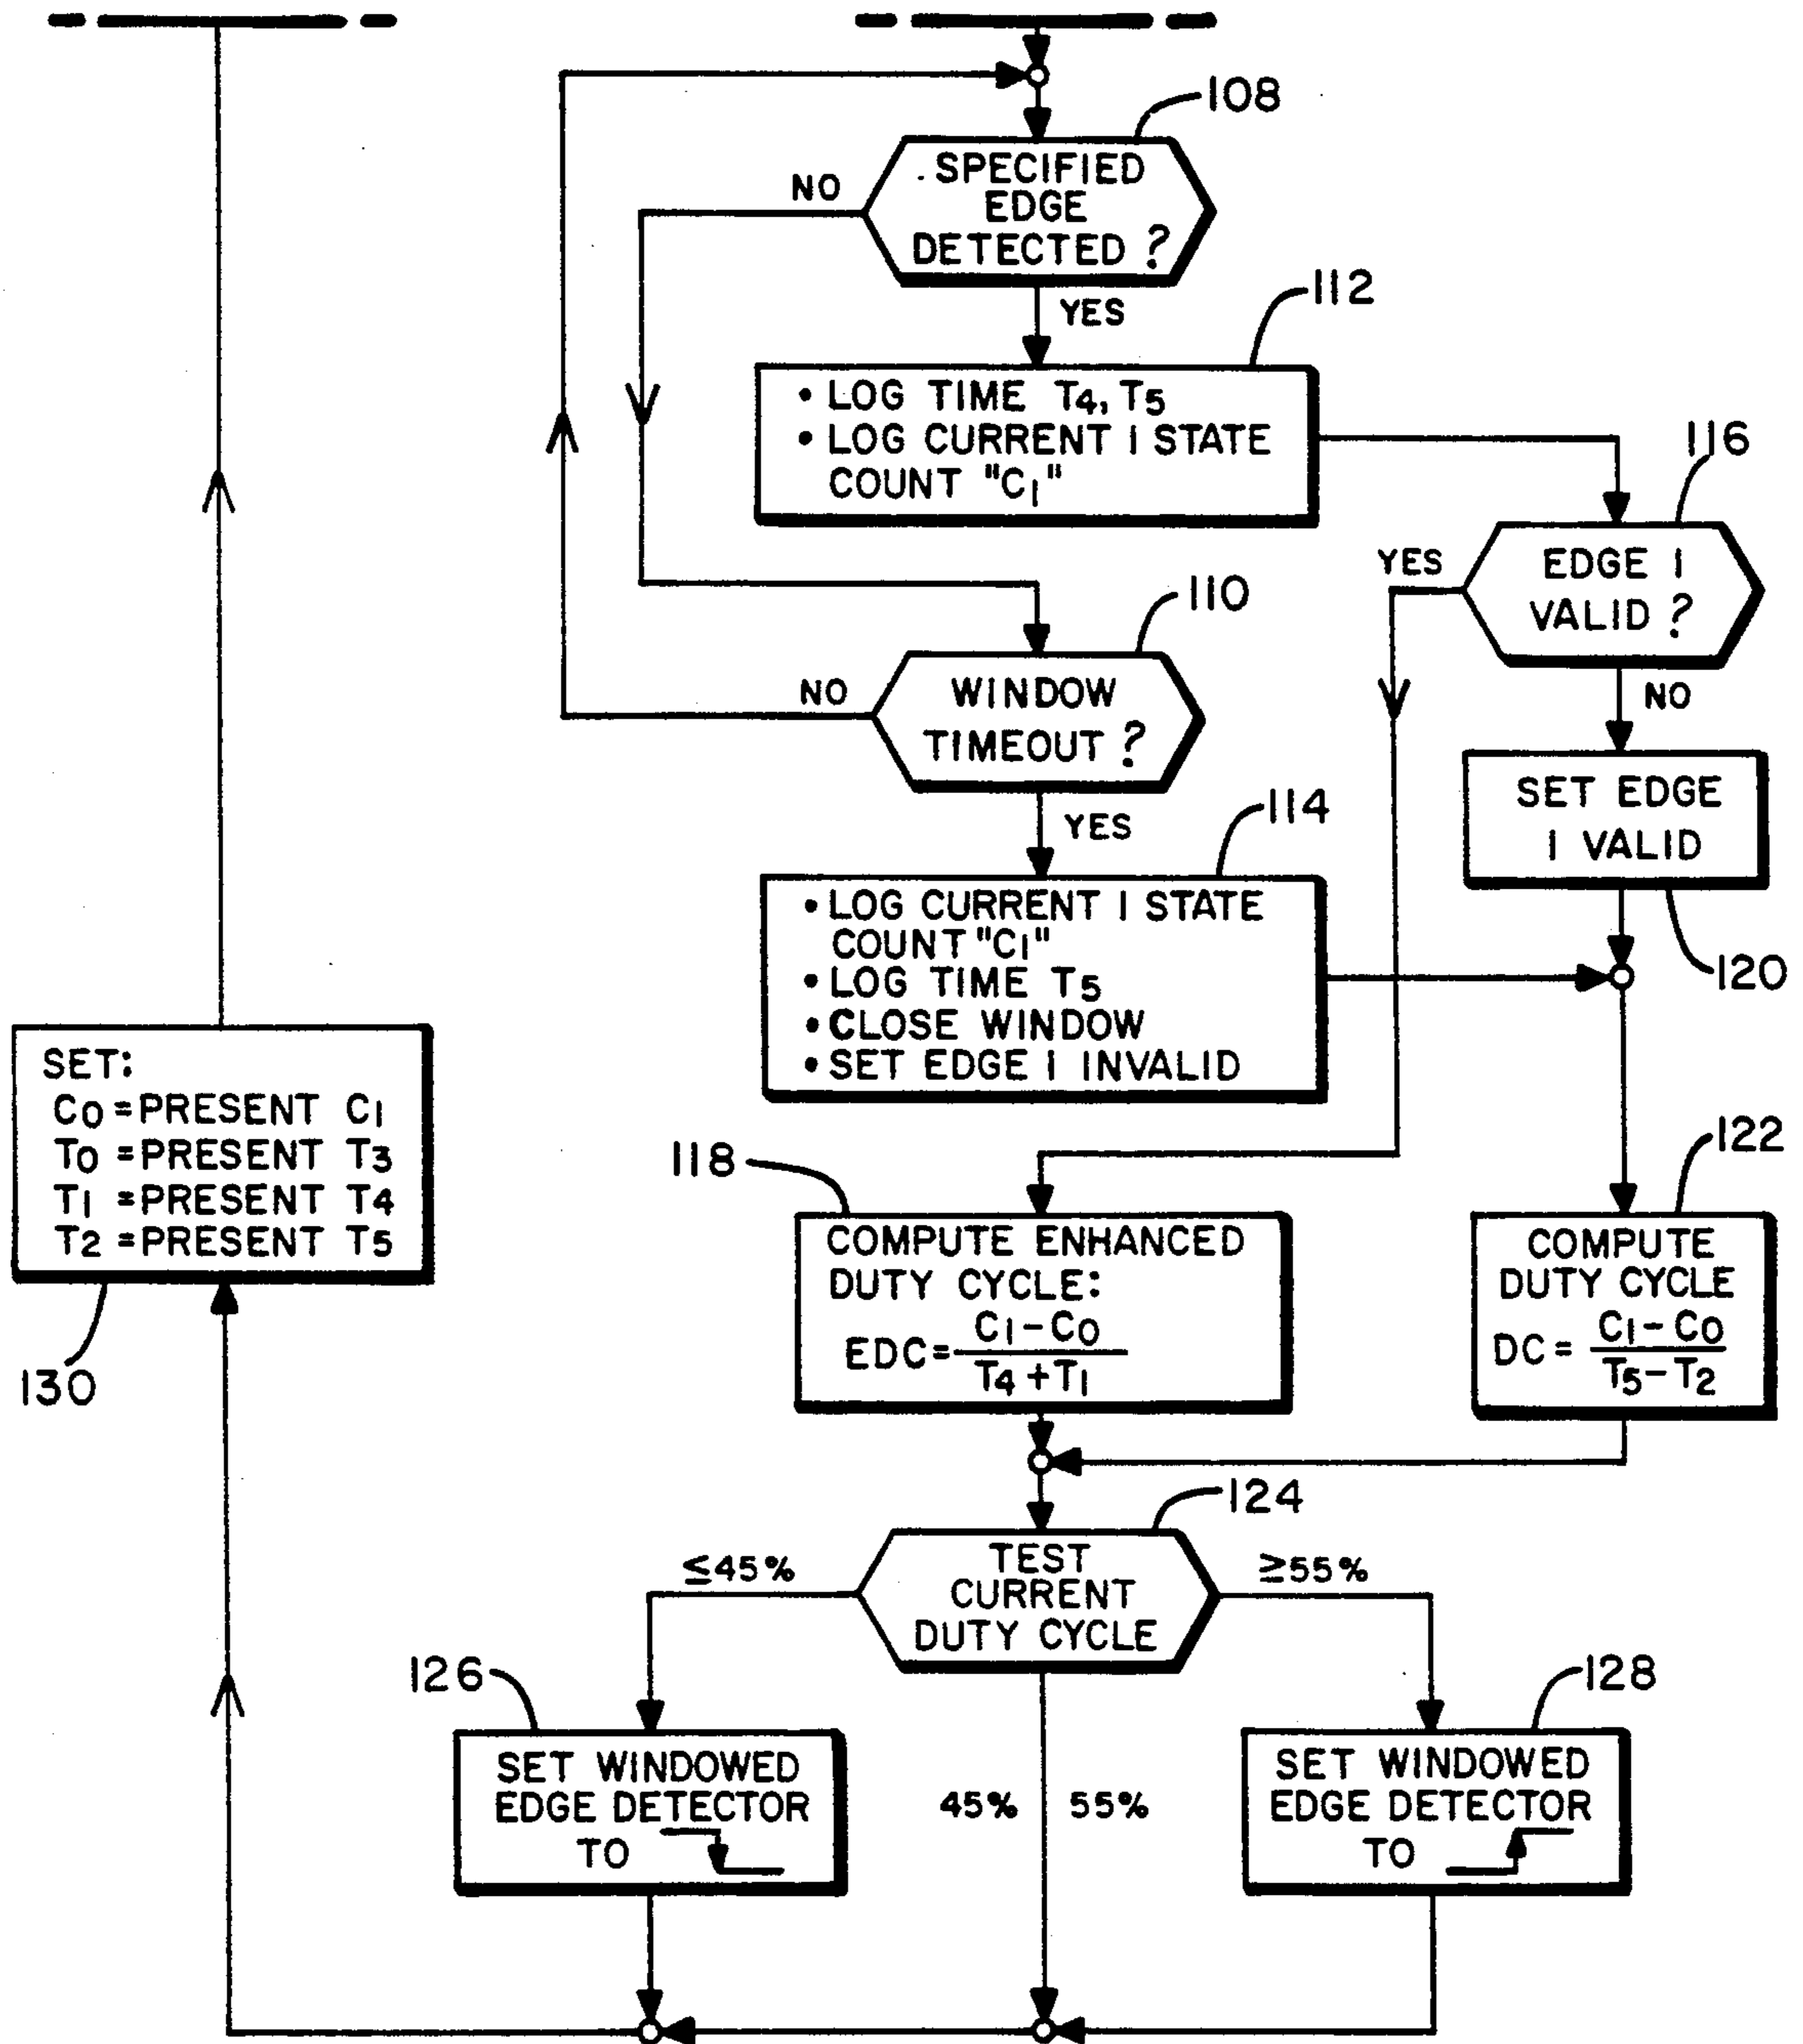 108
SPECIFIED
EDGE
DETECTED ?
NO
YES
112
• LOG TIME T4, T5
• LOG CURRENT 1 STATE
COUNT "C1"
116
EDGE 1
VALID ?
YES
NO
110
WINDOW
TIMEOUT ?
NO
YES
SET EDGE
1 VALID
120
114
• LOG CURRENT 1 STATE
COUNT "C1"
• LOG TIME T5
• CLOSE WINDOW
• SET EDGE 1 INVALID
SET:
C0 = PRESENT C1
T0 = PRESENT T3
T1 = PRESENT T4
T2 = PRESENT T5
130
118
COMPUTE ENHANCED
DUTY CYCLE:
EDC = C1 - C0
T4 + T1
122
COMPUTE
DUTY CYCLE
DC = C1 - C0
T5 - T2
124
TEST
CURRENT
DUTY CYCLE
≤45%
≥55%
126
SET WINDOWED
EDGE DETECTOR
TO
45% 55%
128
SET WINDOWED
EDGE DETECTOR
TO